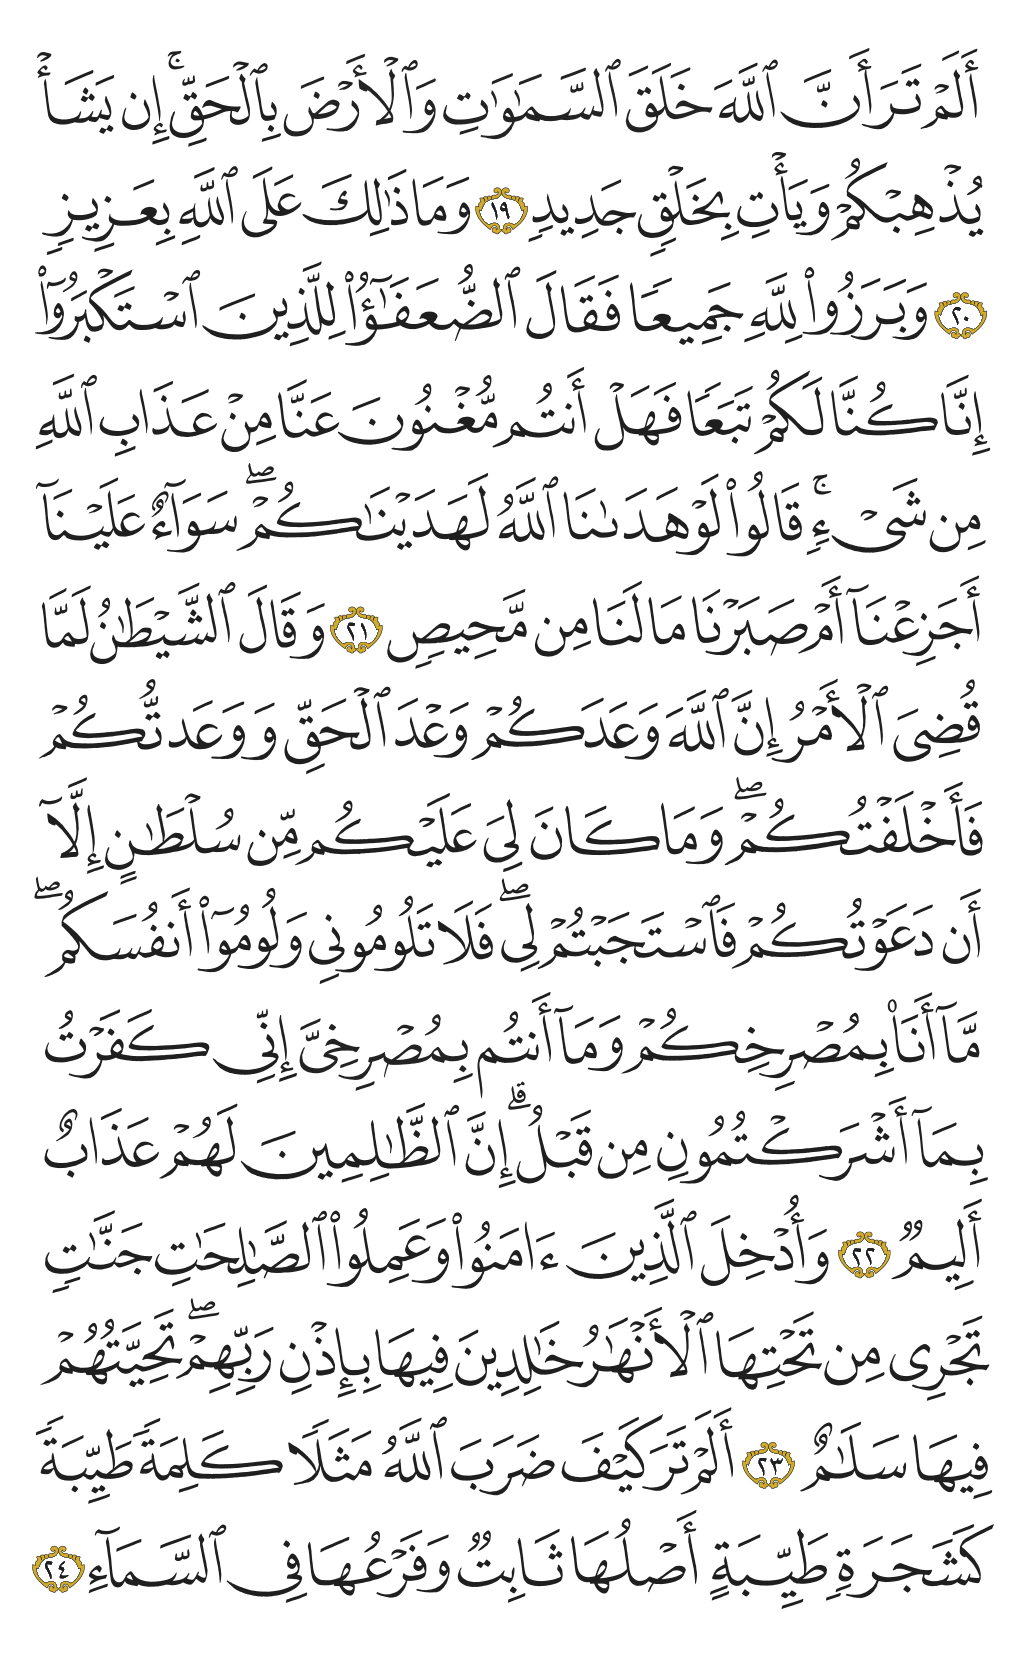 أَلَمۡ تَرَ أَنَّ ٱللَّهَ خَلَقَ ٱلسَّمَٰوَٰتِ وَٱلۡأَرۡضَ بِٱلۡحَقِّۚ إِن يَشَأۡ
يُذۡهِبۡكُمۡ وَيَأۡتِ بِخَلۡقٖ جَدِيدٖ ١٩ وَمَا ذَٰلِكَ عَلَى ٱللَّهِ بِعَزِيزٖ
٢٠ وَبَرَزُواْ لِلَّهِ جَمِيعٗا فَقَالَ ٱلضُّعَفَٰٓؤُاْ لِلَّذِينَ ٱسۡتَكۡبَرُوٓاْ
إِنَّا كُنَّا لَكُمۡ تَبَعٗا فَهَلۡ أَنتُم مُّغۡنُونَ عَنَّا مِنۡ عَذَابِ ٱللَّهِ
مِن شَيۡءٖۚ قَالُواْ لَوۡ هَدَىٰنَا ٱللَّهُ لَهَدَيۡنَٰكُمۡۖ سَوَآءٌ عَلَيۡنَآ
أَجَزِعۡنَآ أَمۡ صَبَرۡنَا مَا لَنَا مِن مَّحِيصٖ ٢١ وَقَالَ ٱلشَّيۡطَٰنُ لَمَّا
قُضِيَ ٱلۡأَمۡرُ إِنَّ ٱللَّهَ وَعَدَكُمۡ وَعۡدَ ٱلۡحَقِّ وَوَعَدتُّكُمۡ
فَأَخۡلَفۡتُكُمۡۖ وَمَا كَانَ لِيَ عَلَيۡكُم مِّن سُلۡطَٰنٍ إِلَّآ
أَن دَعَوۡتُكُمۡ فَٱسۡتَجَبۡتُمۡ لِيۖ فَلَا تَلُومُونِي وَلُومُوٓاْ أَنفُسَكُمۖ
مَّآ أَنَا۠ بِمُصۡرِخِكُمۡ وَمَآ أَنتُم بِمُصۡرِخِيَّ إِنِّي كَفَرۡتُ
بِمَآ أَشۡرَكۡتُمُونِ مِن قَبۡلُۗ إِنَّ ٱلظَّٰلِمِينَ لَهُمۡ عَذَابٌ
أَلِيمٞ ٢٢ وَأُدۡخِلَ ٱلَّذِينَ ءَامَنُواْ وَعَمِلُواْ ٱلصَّٰلِحَٰتِ جَنَّٰتٖ
تَجۡرِي مِن تَحۡتِهَا ٱلۡأَنۡهَٰرُ خَٰلِدِينَ فِيهَا بِإِذۡنِ رَبِّهِمۡۖ تَحِيَّتُهُمۡ
فِيهَا سَلَٰمٌ ٢٣ أَلَمۡ تَرَ كَيۡفَ ضَرَبَ ٱللَّهُ مَثَلٗا كَلِمَةٗ طَيِّبَةٗ
كَشَجَرَةٖ طَيِّبَةٍ أَصۡلُهَا ثَابِتٞ وَفَرۡعُهَا فِي ٱلسَّمَآءِ ٢٤